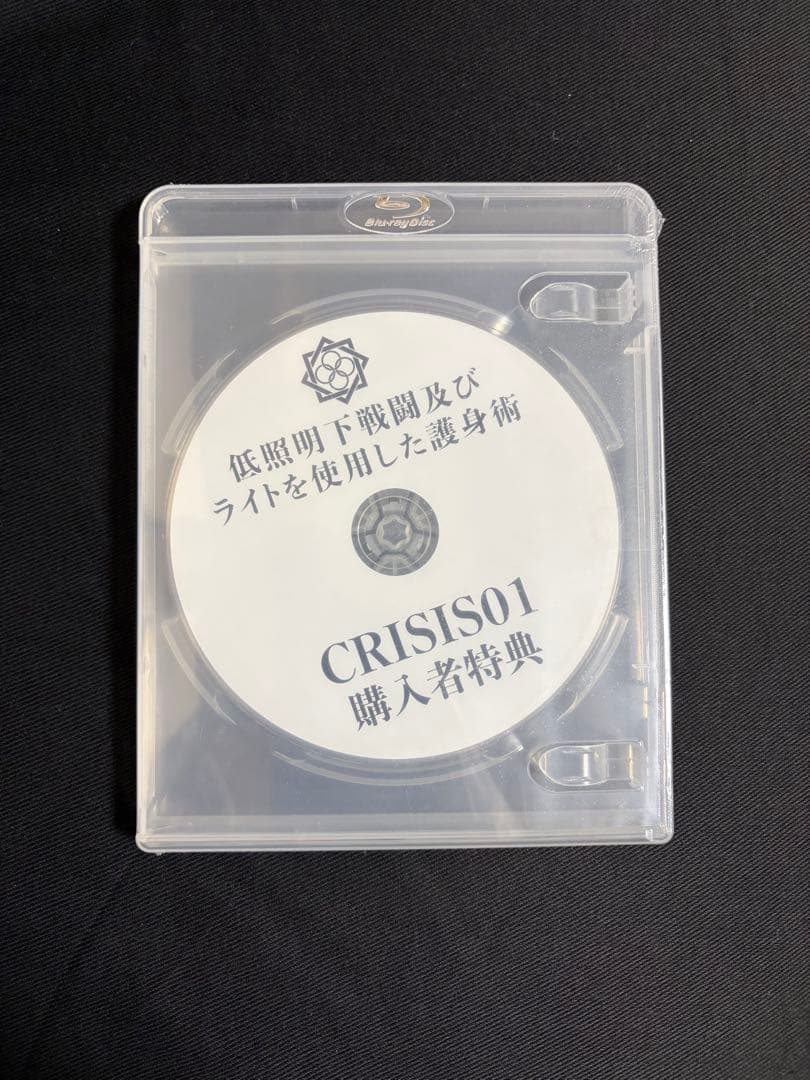 Blu-ray Disc
低照明下戦闘及び
ライトを使用した護身術
CRISIS01
購入者特典